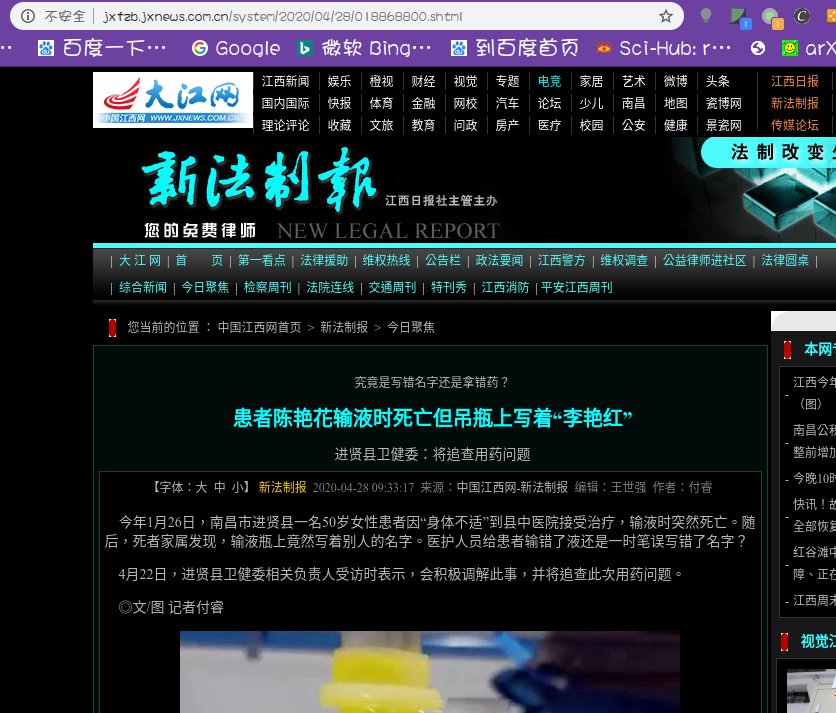 不安全 jxfzb.jxnews.com.cn/system/2020/04/28/018868800.shtml
百度一下… Google 微软 Bing… 到百度首页 Sci-Hub: r… arX
大江网 江西新闻 娱乐 橙视 财经 视觉 专题 电竞 家居 艺术 微博 头条 江西日报
国内国际 快报 体育 金融 网校 汽车 论坛 少儿 南昌 地图 瓷博网 新法制报
中国江西网 WWW.JXNEWS.COM.CN 理论评论 收藏 文旅 教育 问政 房产 医疗 校园 公安 健康 景瓷网 传媒论坛
法制改变
新法制報 江西日报社主管主办
您的免费律师 NEW LEGAL REPORT
| 大江网 | 首 页 | 第一看点 | 法律援助 | 维权热线 | 公告栏 | 政法要闻 | 江西警方 | 维权调查 | 公益律师进社区 | 法律圆桌 |
| 综合新闻 | 今日聚焦 | 检察周刊 | 法院连线 | 交通周刊 | 特刊秀 | 江西消防 | 平安江西周刊
您当前的位置 ： 中国江西网首页 > 新法制报 > 今日聚焦
究竟是写错名字还是拿错药？
患者陈艳花输液时死亡但吊瓶上写着“李艳红”
进贤县卫健委：将追查用药问题
【字体：大 中 小】 新法制报 2020-04-28 09:33:17 来源：中国江西网-新法制报 编辑：王世强 作者：付睿
今年1月26日，南昌市进贤县一名50岁女性患者因“身体不适”到县中医院接受治疗，输液时突然死亡。随
后，死者家属发现，输液瓶上竟然写着别人的名字。医护人员给患者输错了液还是一时笔误写错了名字？
4月22日，进贤县卫健委相关负责人受访时表示，会积极调解此事，并将追查此次用药问题。
◎文/图 记者付睿
本网
- 江西今年
（图）
- 南昌公积
整前增加
- 今晚10时
- 快讯！故
全部恢复
- 红谷滩中
障、正在
- 江西周末
视觉江